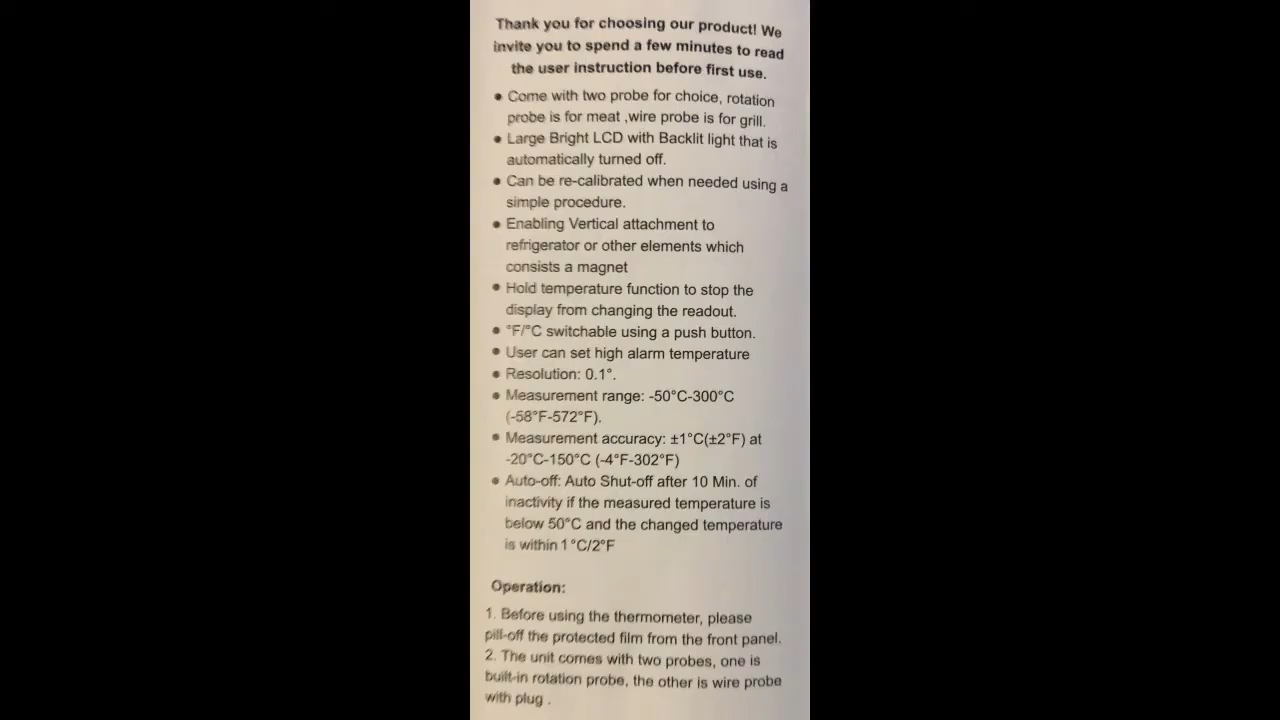 Thank you for choosing our product! We
invite you to spend a few minutes to read
the user instruction before first use.
● Come with two probe for choice, rotation
probe is for meat ,wire probe is for grill.
● Large Bright LCD with Backlit light that is
automatically turned off.
● Can be re-calibrated when needed using a
simple procedure.
● Enabling Vertical attachment to
refrigerator or other elements which
consists a magnet
● Hold temperature function to stop the
display from changing the readout.
● °F/°C switchable using a push button.
● User can set high alarm temperature
● Resolution: 0.1°.
● Measurement range: -50°C-300°C
(-58°F-572°F).
● Measurement accuracy: ±1°C(±2°F) at
-20°C-150°C (-4°F-302°F)
● Auto-off: Auto Shut-off after 10 Min. of
inactivity if the measured temperature is
below 50°C and the changed temperature
is within 1°C/2°F
Operation:
1. Before using the thermometer, please
pill-off the protected film from the front panel.
2. The unit comes with two probes, one is
built-in rotation probe, the other is wire probe
with plug .